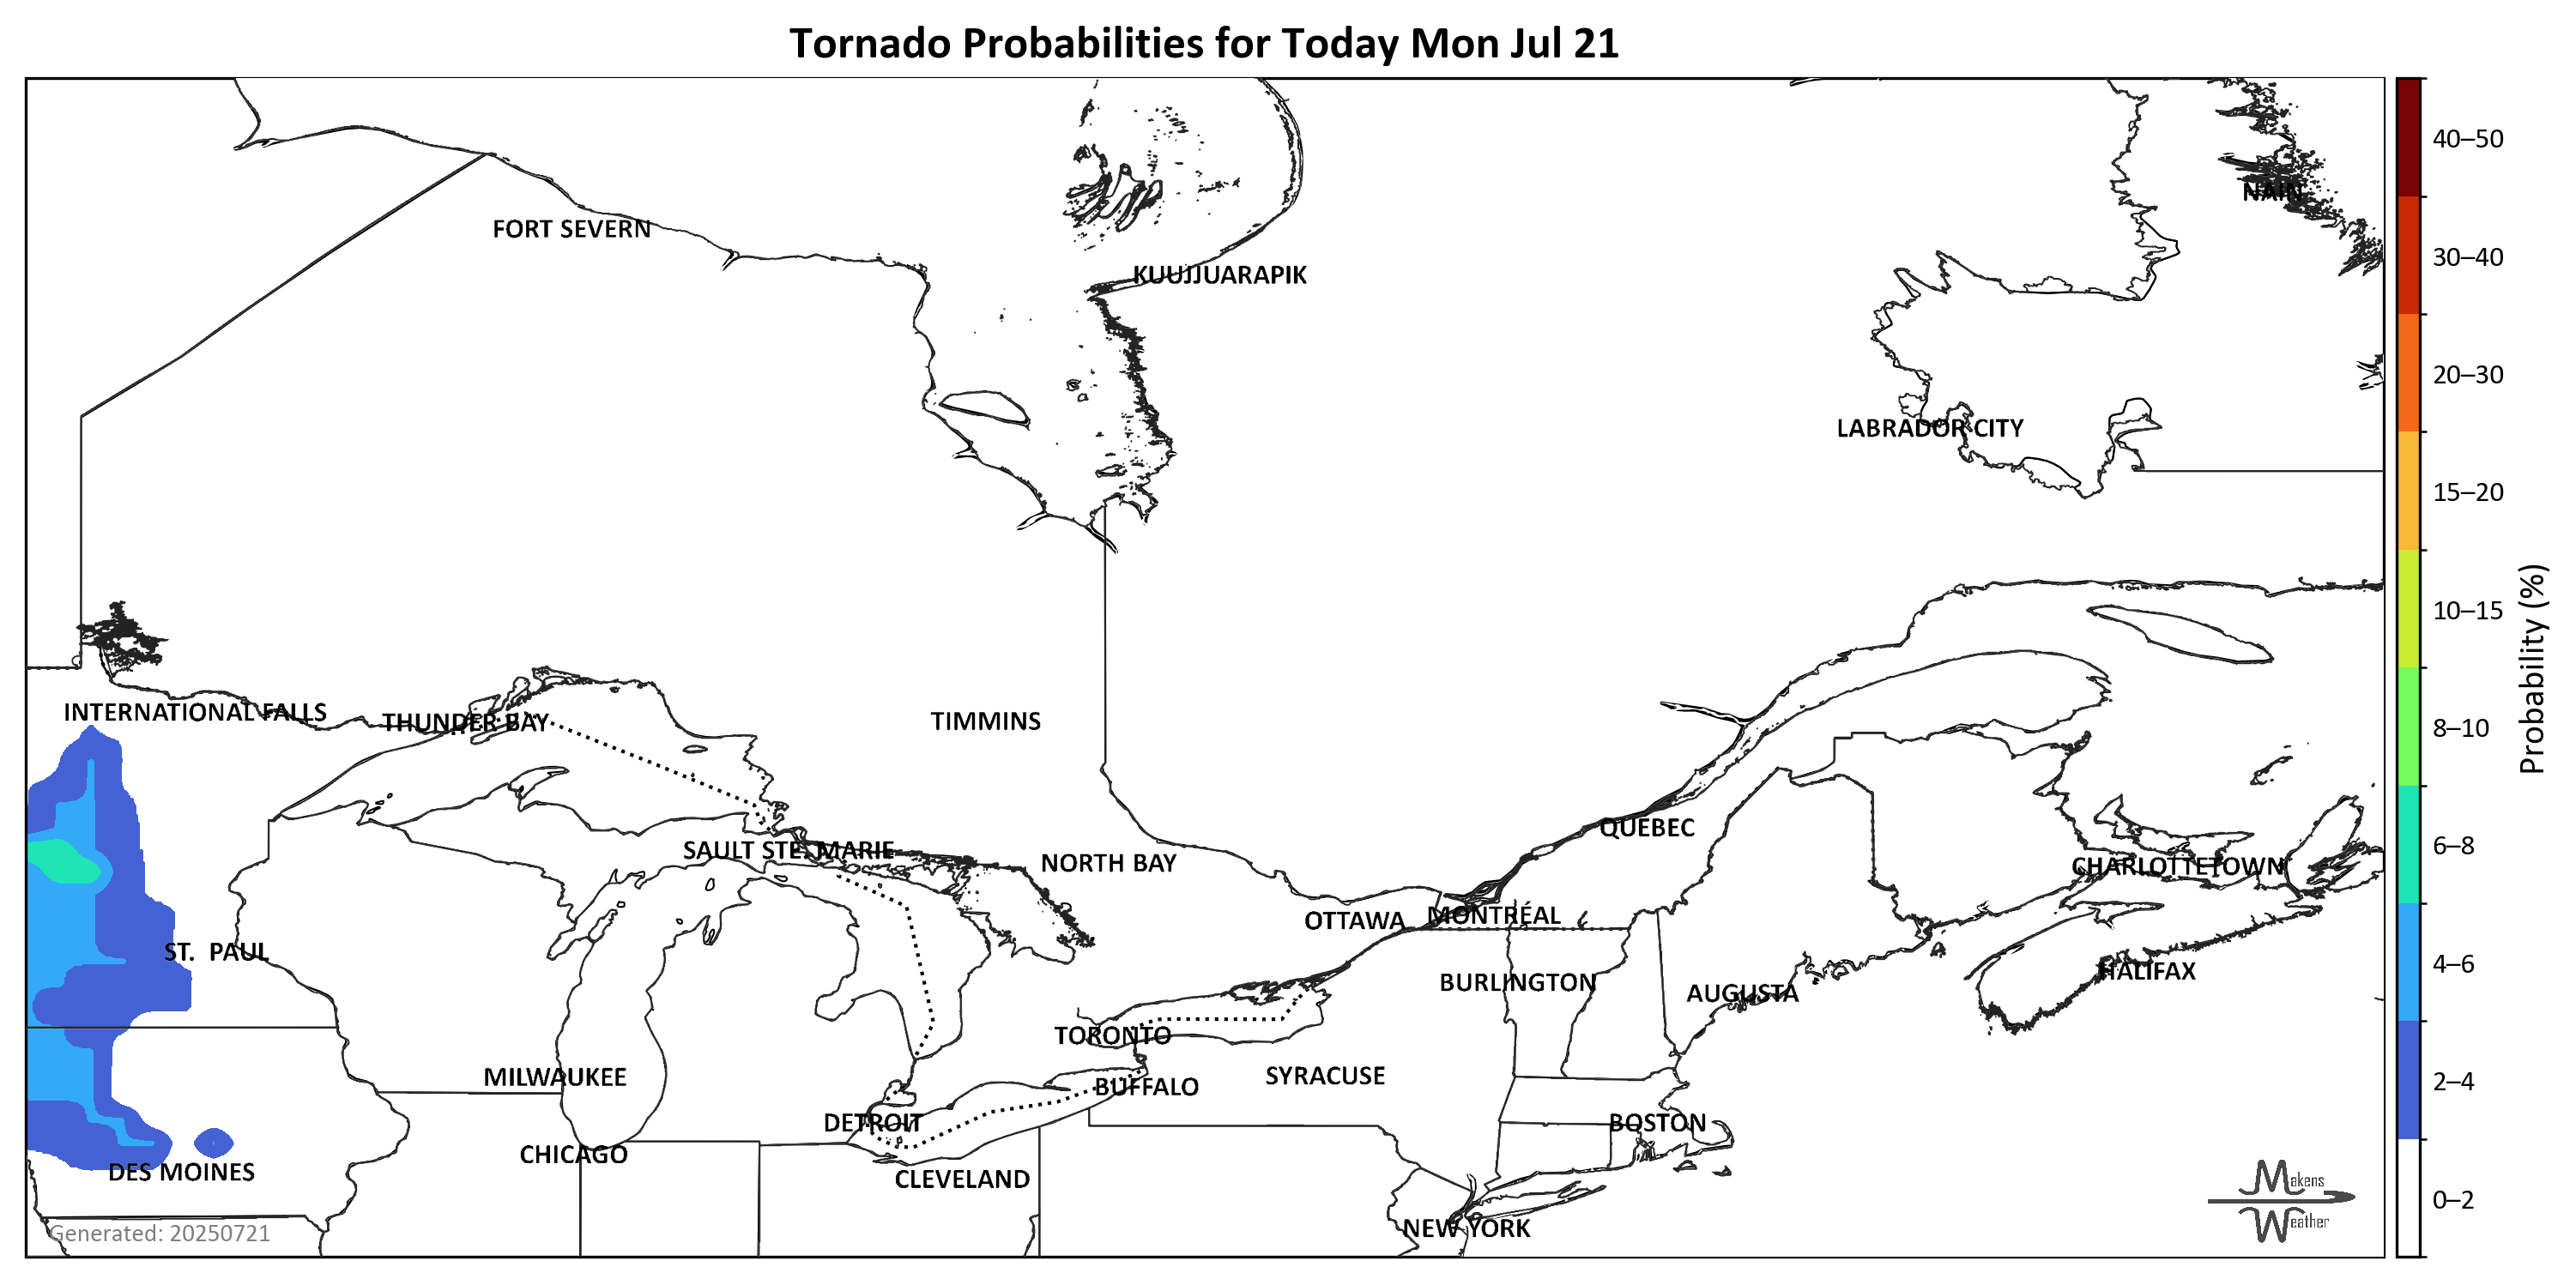 Tornado Probabilities for Today Mon Jul 21
40–50
NAIN
FORT SEVERN
30–40
KUUJJUARAPIK
20–30
LABRADOR CITY
15–20
10–15
Probability (%)
INTERNATIONAL FALLS
THUNDER BAY
TIMMINS
8–10
QUEBEC
SAULT STE. MARIE
NORTH BAY
CHARLOTTETOWN
6–8
OTTAWA
MONTRÉAL
ST. PAUL
4–6
HALIFAX
BURLINGTON
AUGUSTA
TORONTO
MILWAUKEE
BUFFALO
SYRACUSE
2–4
DETROIT
BOSTON
CHICAGO
DES MOINES
CLEVELAND
Makens
Weather
0–2
NEW YORK
Generated: 20250721